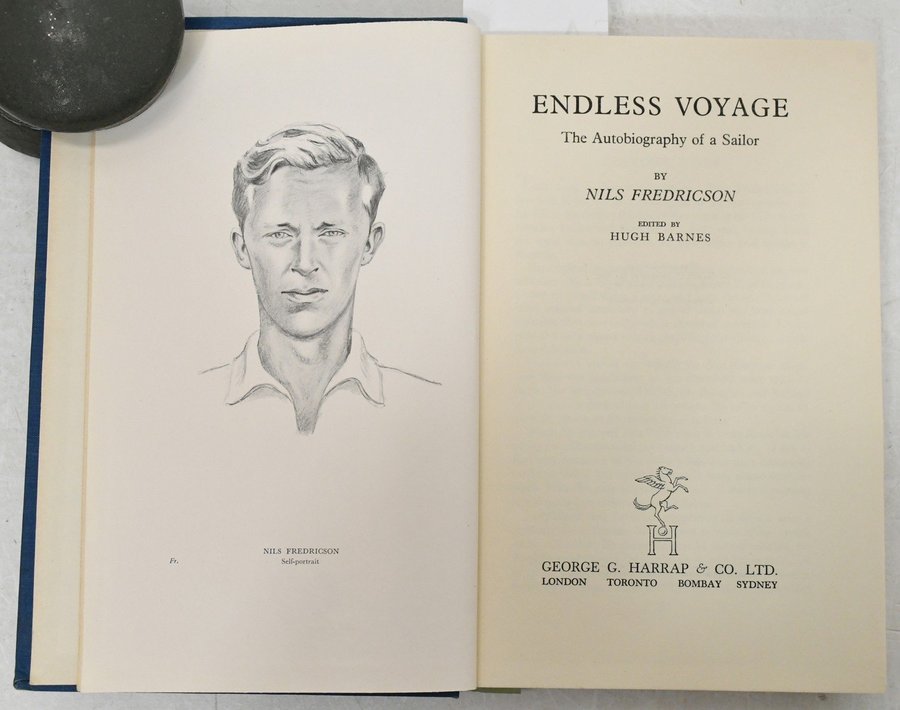 Fr.
NILS FREDRICSON
Self-portrait
ENDLESS VOYAGE
The Autobiography of a Sailor
BY
NILS FREDRICSON
EDITED BY
HUGH BARNES
H
GEORGE G. HARRAP & CO. LTD.
LONDON TORONTO BOMBAY SYDNEY